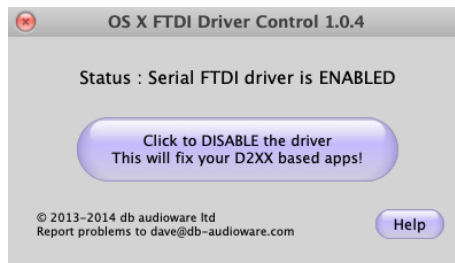 OS X FTDI Driver Control 1.0.4
Status : Serial FTDI driver is ENABLED
Click to DISABLE the driver
This will fix your D2XX based apps!
© 2013-2014 db audioware ltd
Report problems to dave@db-audioware.com
Help